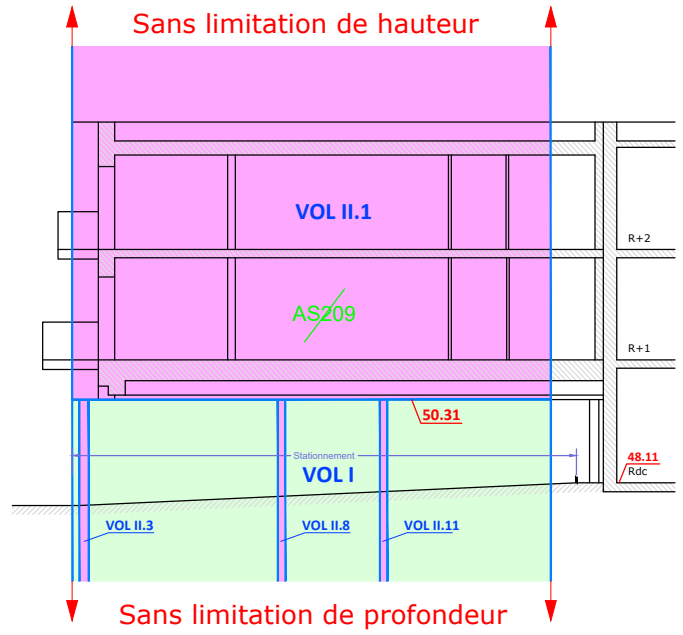 Sans limitation de hauteur
VOL II.1
R+2
AS209
R+1
50.31
Stationnement
48.11
VOL I
Rdc
VOL II.3
VOL II.8
VOL II.11
Sans limitation de profondeur